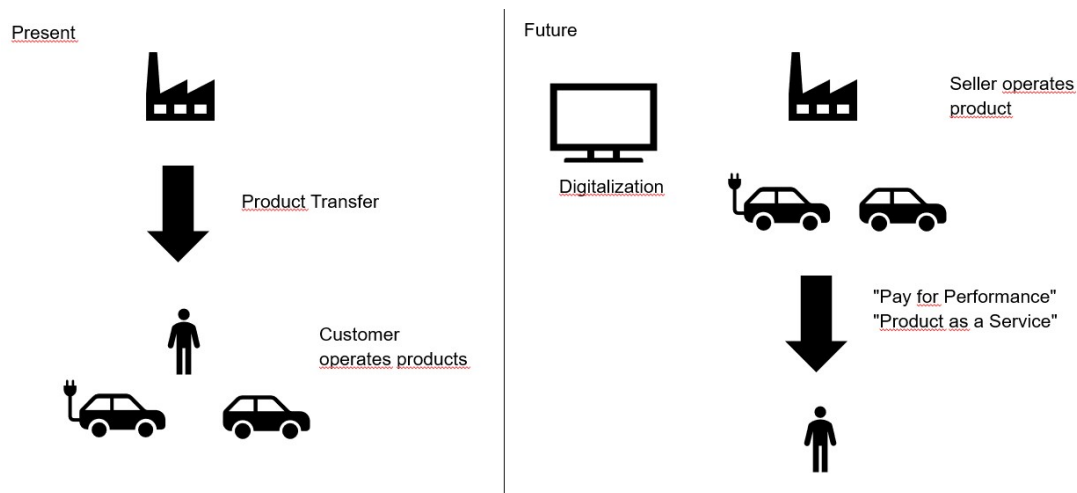 Present
Product Transfer
Customer
operates products
Future
Seller operates
product
Digitalization
"Pay for Performance"
"Product as a Service"